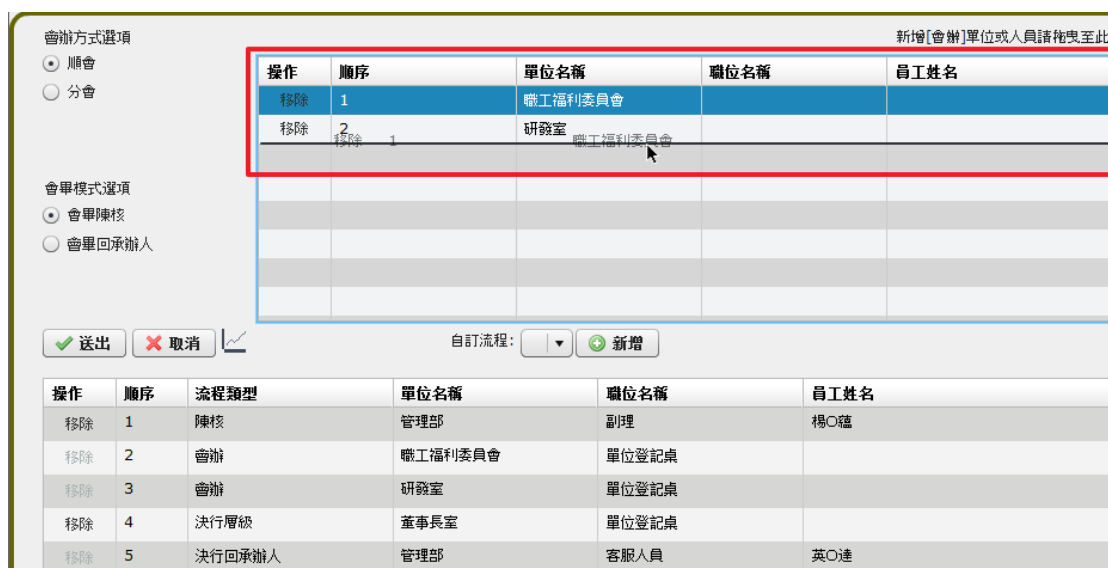 會辦方式選項
新增[會辦]單位或人員請拖曳至此
順會
分會
操作 順序 單位名稱 職位名稱 員工姓名
移除 1 職工福利委員會
移除 2 研發室
移除 1 職工福利委員會
會畢模式選項
會畢陳核
會畢回承辦人
送出 取消 自訂流程: 新增
操作 順序 流程類型 單位名稱 職位名稱 員工姓名
移除 1 陳核 管理部 副理 楊○蘊
移除 2 會辦 職工福利委員會 單位登記桌
移除 3 會辦 研發室 單位登記桌
移除 4 決行層級 董事長室 單位登記桌
移除 5 決行回承辦人 管理部 客服人員 英○達